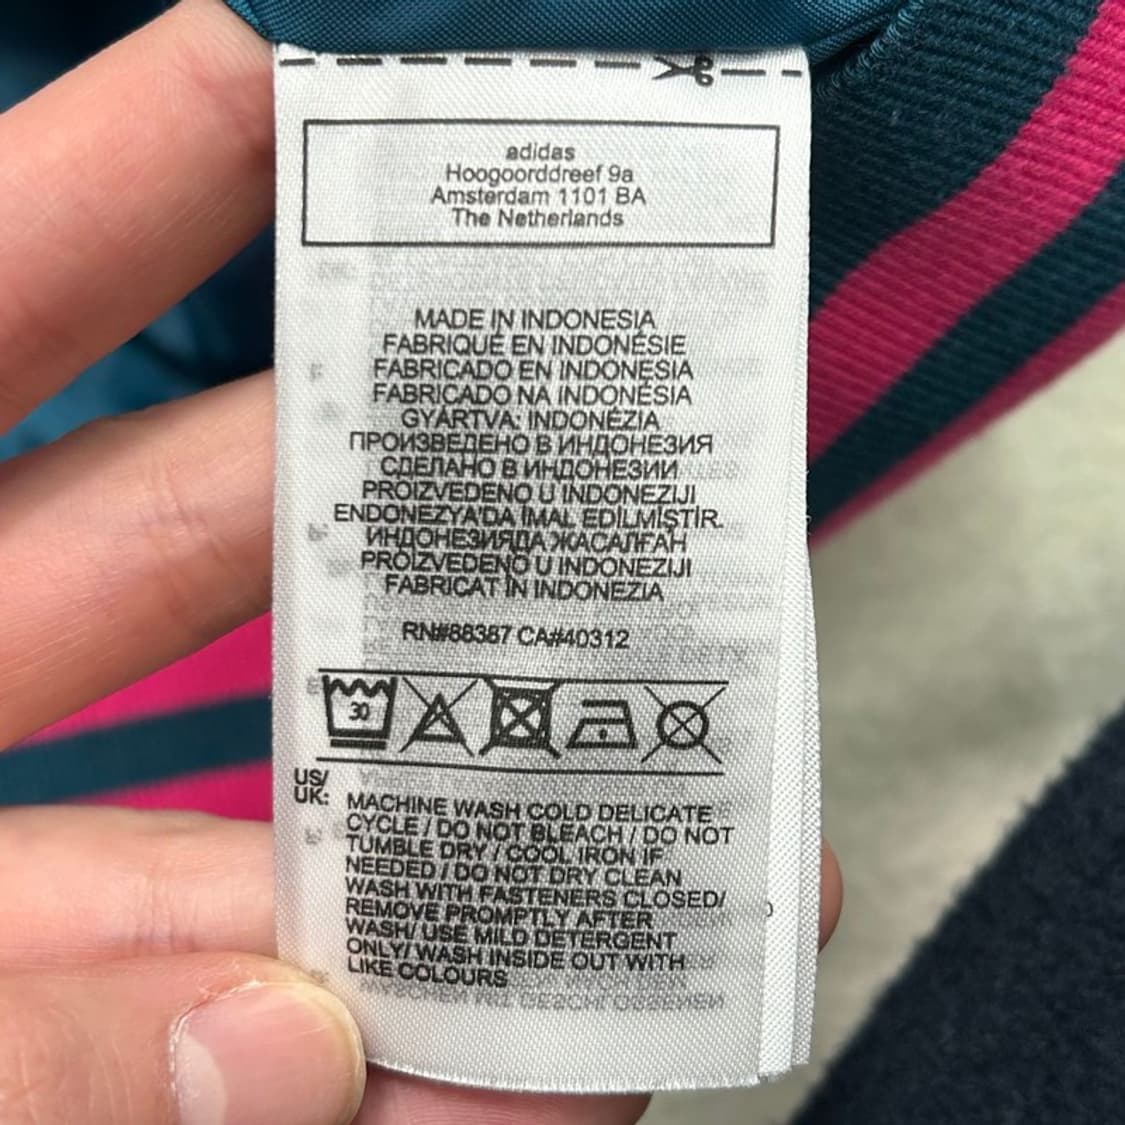 adidas
Hoogoorddreef 9a
Amsterdam 1101 BA
The Netherlands
MADE IN INDONESIA
FABRIQUÉ EN INDONÉSIE
FABRICADO EN INDONESIA
FABRICADO NA INDONÉSIA
GYÁRTVA: INDONÉZIA
ПРОИЗВЕДЕНО В ИНДОНЕЗИЯ
СДЕЛАНО В ИНДОНЕЗИИ
PROIZVEDENO U INDONEZIJI
ENDONEZYA'DA İMAL EDİLMİŞTİR.
ИНДОНЕЗИЯДА ЖАСАЛҒАН
PROIZVEDENO U INDONEZIJI
FABRICAT ÎN INDONEZIA
RN#88387 CA#40312
30
US/
UK:
MACHINE WASH COLD DELICATE
CYCLE / DO NOT BLEACH / DO NOT
TUMBLE DRY / COOL IRON IF
NEEDED / DO NOT DRY CLEAN
WASH WITH FASTENERS CLOSED/
REMOVE PROMPTLY AFTER
WASH/ USE MILD DETERGENT
ONLY/ WASH INSIDE OUT WITH
LIKE COLOURS